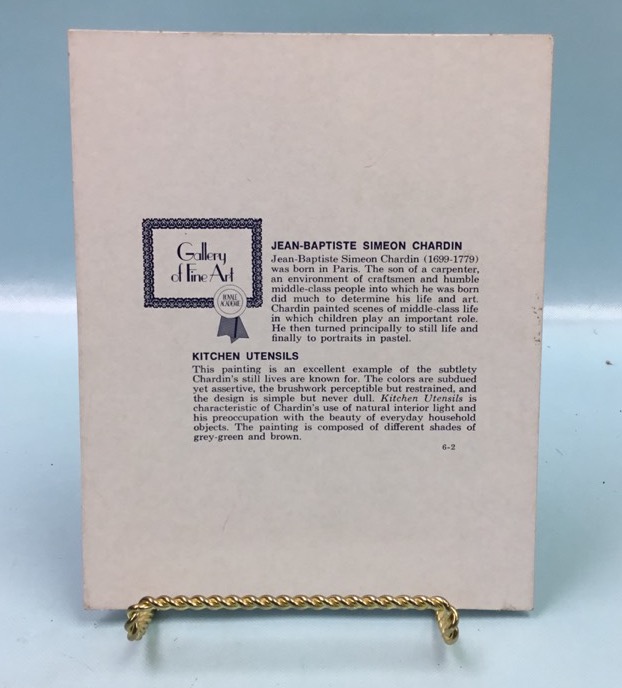 Gallery
of Fine Art
JEAN-BAPTISTE SIMEON CHARDIN
Jean-Baptiste Simeon Chardin (1699-1779)
was born in Paris. The son of a carpenter,
an environment of craftsmen and humble
middle-class people into which he was born
did much to determine his life and art.
Chardin painted scenes of middle-class life
in which children play an important role.
He then turned principally to still life and
finally to portraits in pastel.
KITCHEN UTENSILS
This painting is an excellent example of the subtlety
Chardin's still lives are known for. The colors are subdued
yet assertive, the brushwork perceptible but restrained, and
the design is simple but never dull. Kitchen Utensils is
characteristic of Chardin's use of natural interior light and
his preoccupation with the beauty of everyday household
objects. The painting is composed of different shades of
grey-green and brown.
6-2